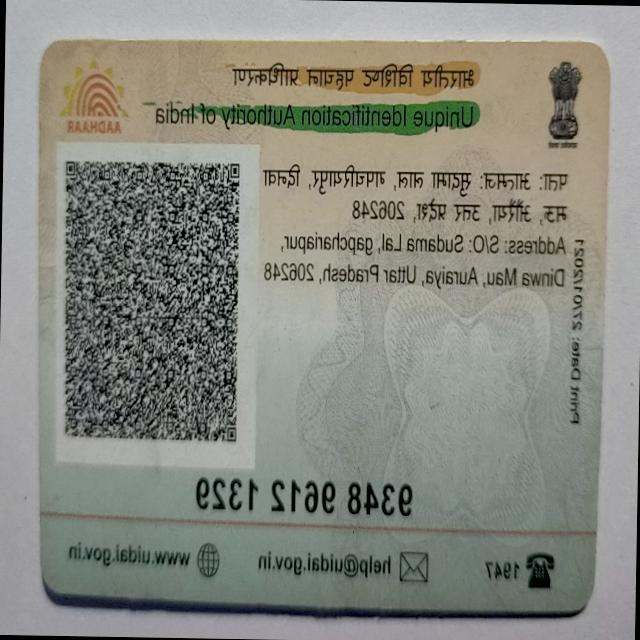 भारतीय विशिष्ट पहचान प्राधिकरण
Unique Identification Authority of India
AADHAAR
पता: आत्मज: सुदामा लाल, गपचरियापुर, दिनवा
मऊ, औरैया, उत्तर प्रदेश, 206248
Address: S/O: Sudama Lal, gapchariapur,
Dinwa Mau, Auraiya, Uttar Pradesh, 206248
Print Date: 27/01/2021
9348 9612 1329
1947
help@uidai.gov.in
www.uidai.gov.in